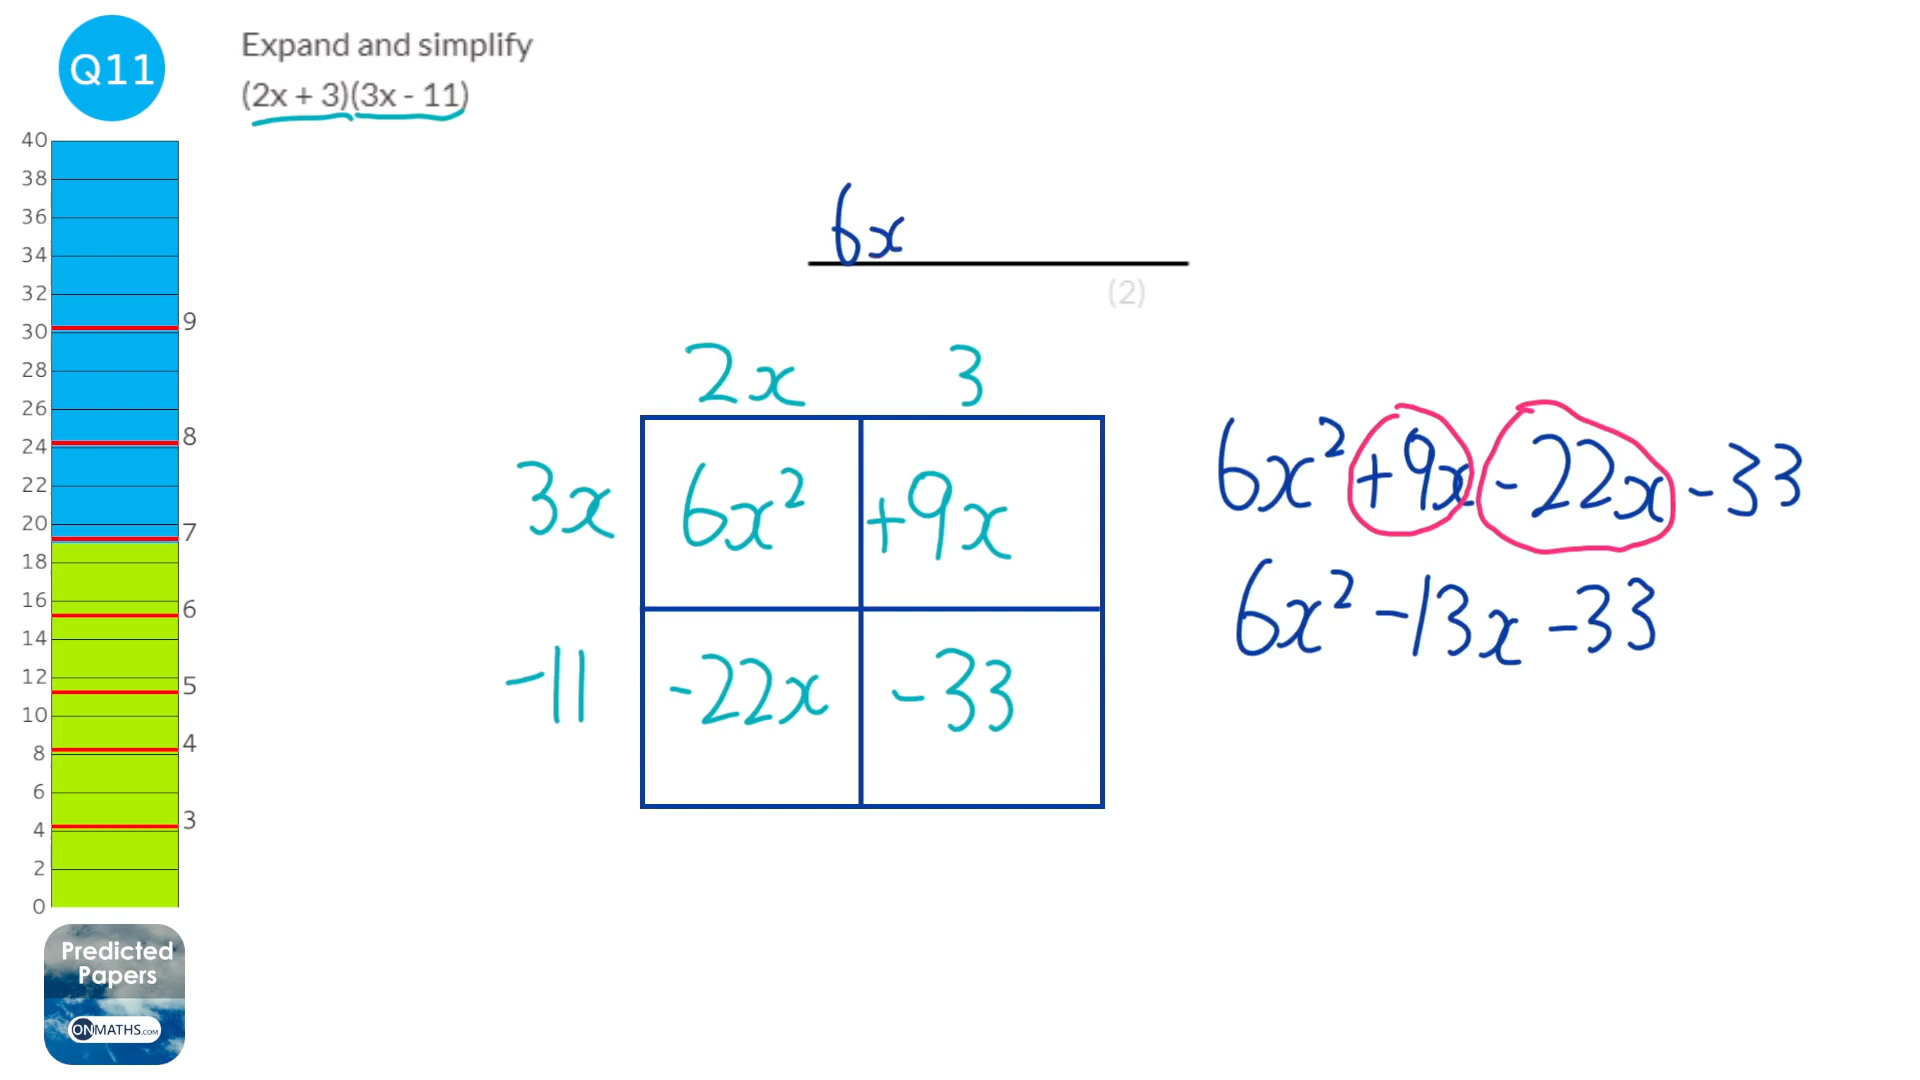 Q11
Expand and simplify
(2x + 3)(3x - 11)
6x
(2)
40
38
36
34
32
30
28
26
24
22
20
18
16
14
12
10
8
6
4
2
0
9
8
7
6
5
4
3
2x 3
3x 6x² +9x
-11 -22x -33
6x² +9x -22x -33
6x² -13x -33
Predicted
Papers
ONMATHS.COM